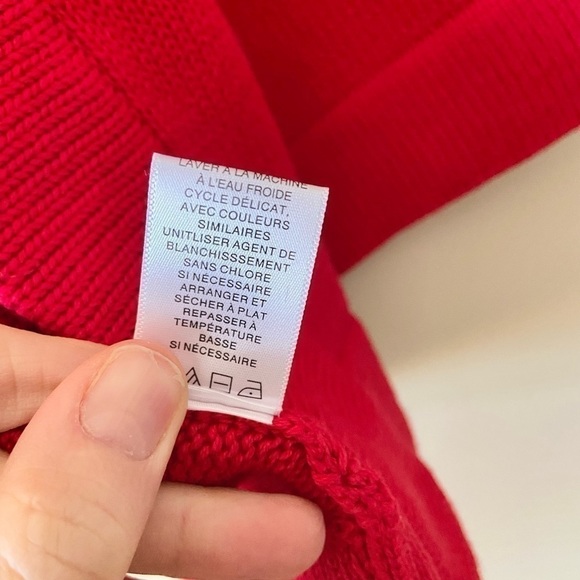 LAVER À LA MACHINE
À L'EAU FROIDE
CYCLE DÉLICAT,
AVEC COULEURS
SIMILAIRES
UNITLISER AGENT DE
BLANCHISSSEMENT
SANS CHLORE
SI NÉCESSAIRE
ARRANGER ET
SÉCHER À PLAT
REPASSER À
TEMPÉRATURE
BASSE
SI NÉCESSAIRE